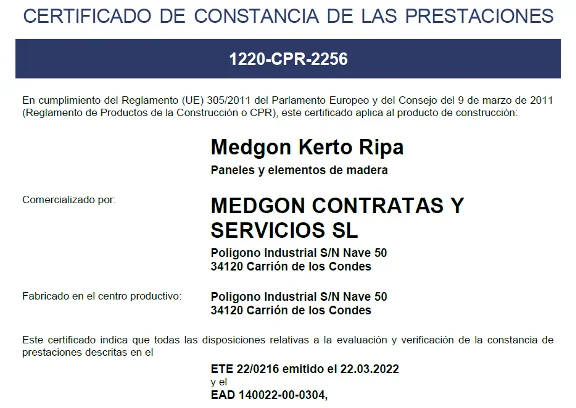 CERTIFICADO DE CONSTANCIA DE LAS PRESTACIONES
1220-CPR-2256
En cumplimiento del Reglamento (UE) 305/2011 del Parlamento Europeo y del Consejo del 9 de marzo de 2011
(Reglamento de Productos de la Construcción o CPR), este certificado aplica al producto de construcción:
Medgon Kerto Ripa
Paneles y elementos de madera
Comercializado por:
MEDGON CONTRATAS Y
SERVICIOS SL
Poligono Industrial S/N Nave 50
34120 Carrión de los Condes
Fabricado en el centro productivo:
Poligono Industrial S/N Nave 50
34120 Carrión de los Condes
Este certificado indica que todas las disposiciones relativas a la evaluación y verificación de la constancia de
prestaciones descritas en el
ETE 22/0216 emitido el 22.03.2022
y el
EAD 140022-00-0304,